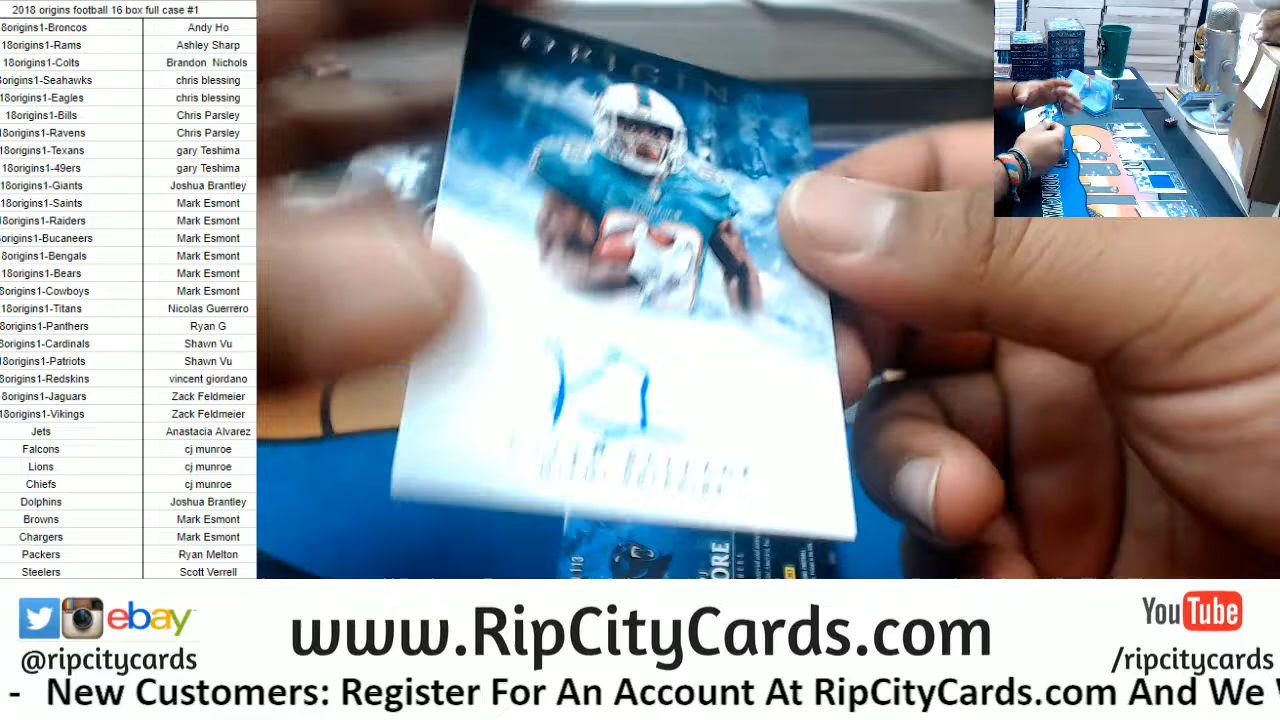 2018 origins football 16 box full case #1
8origins1-Broncos Andy Ho
18origins1-Rams Ashley Sharp
18origins1-Colts Brandon Nichols
8origins1-Seahawks chris blessing
18origins1-Eagles chris blessing
18origins1-Bills Chris Parsley
18origins1-Ravens Chris Parsley
18origins1-Texans gary Teshima
18origins1-49ers gary Teshima
18origins1-Giants Joshua Brantley
18origins1-Saints Mark Esmont
18origins1-Raiders Mark Esmont
8origins1-Bucaneers Mark Esmont
8origins1-Bengals Mark Esmont
18origins1-Bears Mark Esmont
8origins1-Cowboys Mark Esmont
18origins1-Titans Nicolas Guerrero
8origins1-Panthers Ryan G
8origins1-Cardinals Shawn Vu
18origins1-Patriots Shawn Vu
8origins1-Redskins vincent giordano
8origins1-Jaguars Zack Feldmeier
18origins1-Vikings Zack Feldmeier
Jets Anastacia Alvarez
Falcons cj munroe
Lions cj munroe
Chiefs cj munroe
Dolphins Joshua Brantley
Browns Mark Esmont
Chargers Mark Esmont
Packers Ryan Melton
Steelers Scott Verrell
ORIGIN
ORE
ebay
@ripcitycards
www.RipCityCards.com
YouTube
/ripcitycards
- New Customers: Register For An Account At RipCityCards.com And We